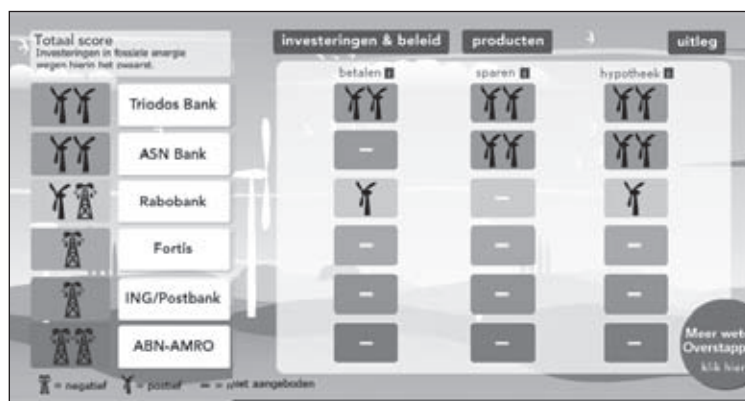 Totaal score
Investeringen in fossiele energie
wegen hierin het zwaarst.
investeringen & beleid
producten
uitleg
betalen i
sparen i
hypotheek i
Triodos Bank
ASN Bank
–
Rabobank
–
Fortis
– – –
ING/Postbank
– – –
ABN-AMRO
– – –
Meer wet
Overstapp
klik hier
= negatief = postief – = niet aangeboden